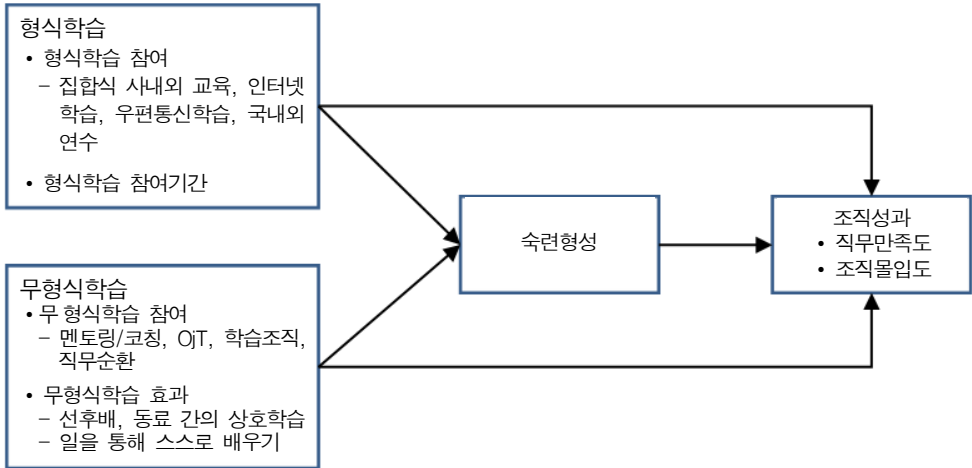 형식학습
• 형식학습 참여
– 집합식 사내외 교육, 인터넷
학습, 우편통신학습, 국내외
연수
• 형식학습 참여기간
숙련형성
조직성과
• 직무만족도
• 조직몰입도
무형식학습
• 무 형식학습 참여
– 멘토링/코칭, OjT, 학습조직,
직무순환
• 무형식학습 효과
– 선후배, 동료 간의 상호학습
– 일을 통해 스스로 배우기